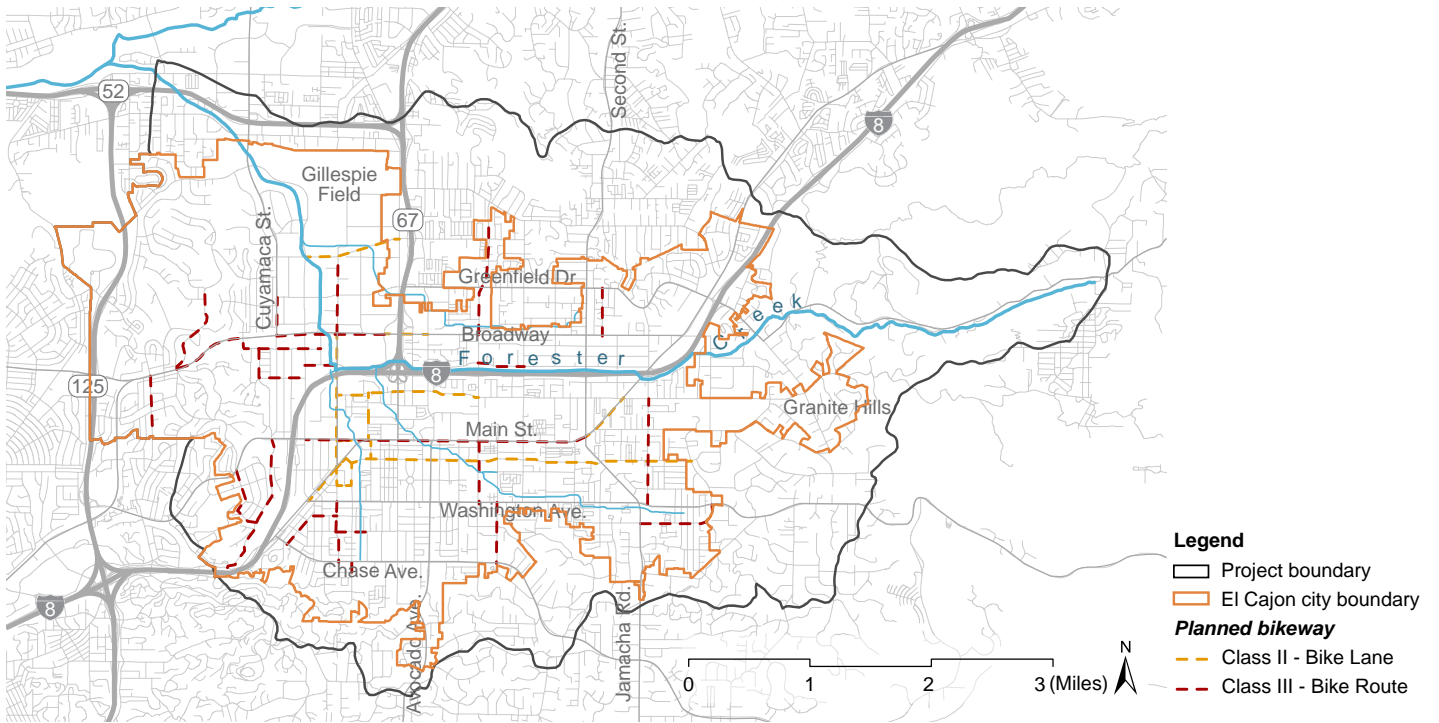 Second St.
52
8
Gillespie
Field
Cuyamaca St.
67
Greenfield Dr
Creek
Broadway
Forester
8
125
Granite Hills
Main St.
Washington Ave.
Chase Ave.
8
Avocado Ave.
Jamacha Rd.
0 1 2 3 (Miles)
N
Legend
Project boundary
El Cajon city boundary
Planned bikeway
Class II - Bike Lane
Class III - Bike Route